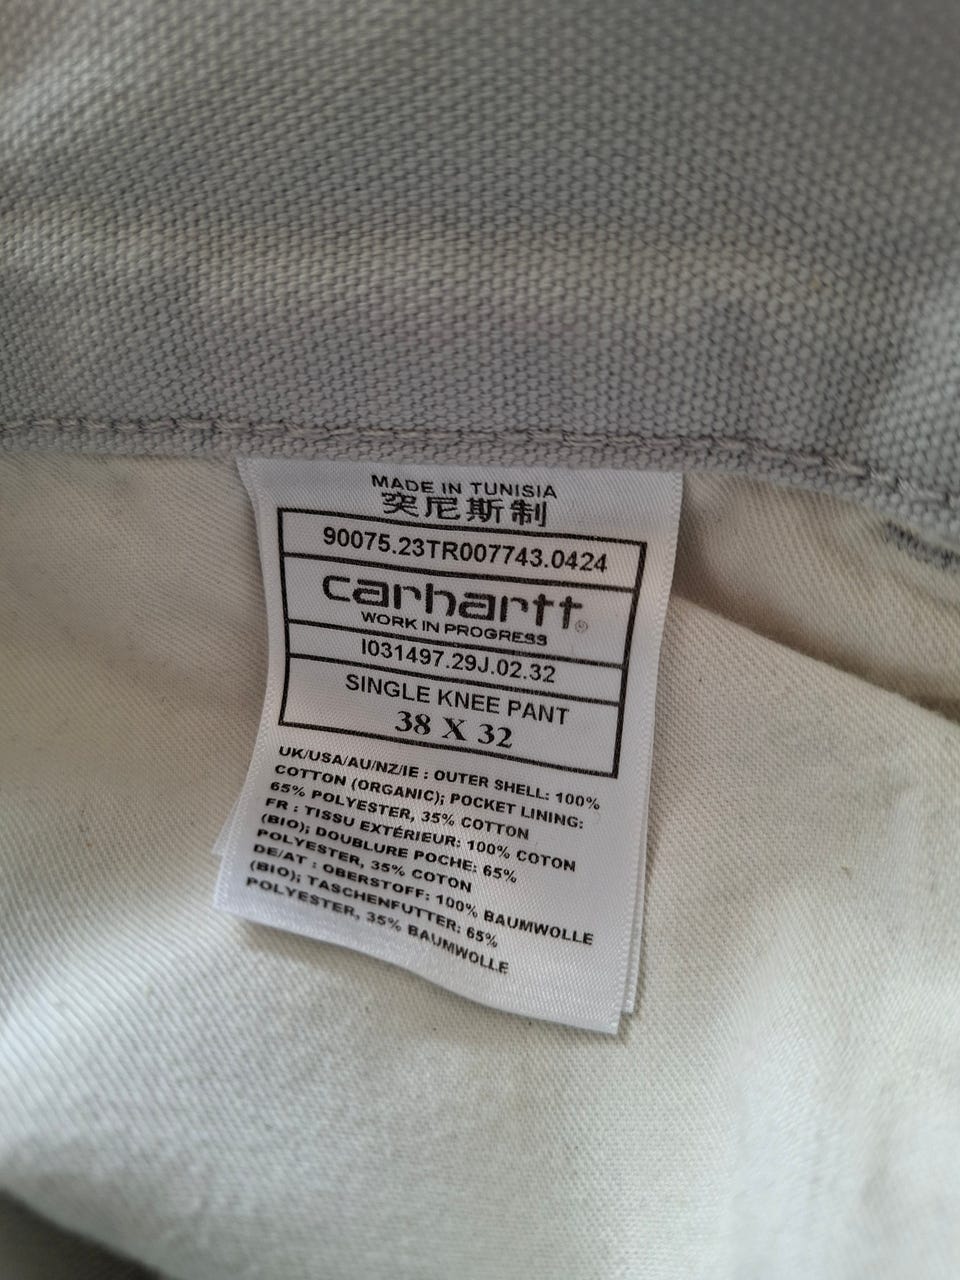 MADE IN TUNISIA
突尼斯制
90075.23TR007743.0424
carhartt®
WORK IN PROGRESS
I031497.29J.02.32
SINGLE KNEE PANT
38 X 32
UK/USA/AU/NZ/IE : OUTER SHELL: 100%
COTTON (ORGANIC); POCKET LINING:
65% POLYESTER, 35% COTTON
FR : TISSU EXTÉRIEUR: 100% COTON
(BIO); DOUBLURE POCHE: 65%
POLYESTER, 35% COTON
DE/AT : OBERSTOFF: 100% BAUMWOLLE
(BIO); TASCHENFUTTER: 65%
POLYESTER, 35% BAUMWOLLE